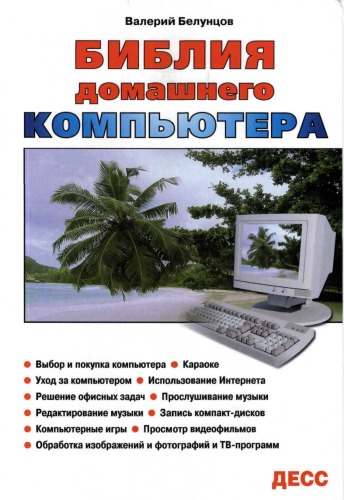 Валерий Белунцов
БИБЛИЯ
домашнего
КОМПЬЮТЕРА
• Выбор и покупка компьютера • Караоке
• Уход за компьютером • Использование Интернета
• Решение офисных задач • Прослушивание музыки
• Редактирование музыки • Запись компакт-дисков
• Компьютерные игры • Просмотр видеофильмов
• Обработка изображений и фотографий и ТВ-программ
ДЕСС